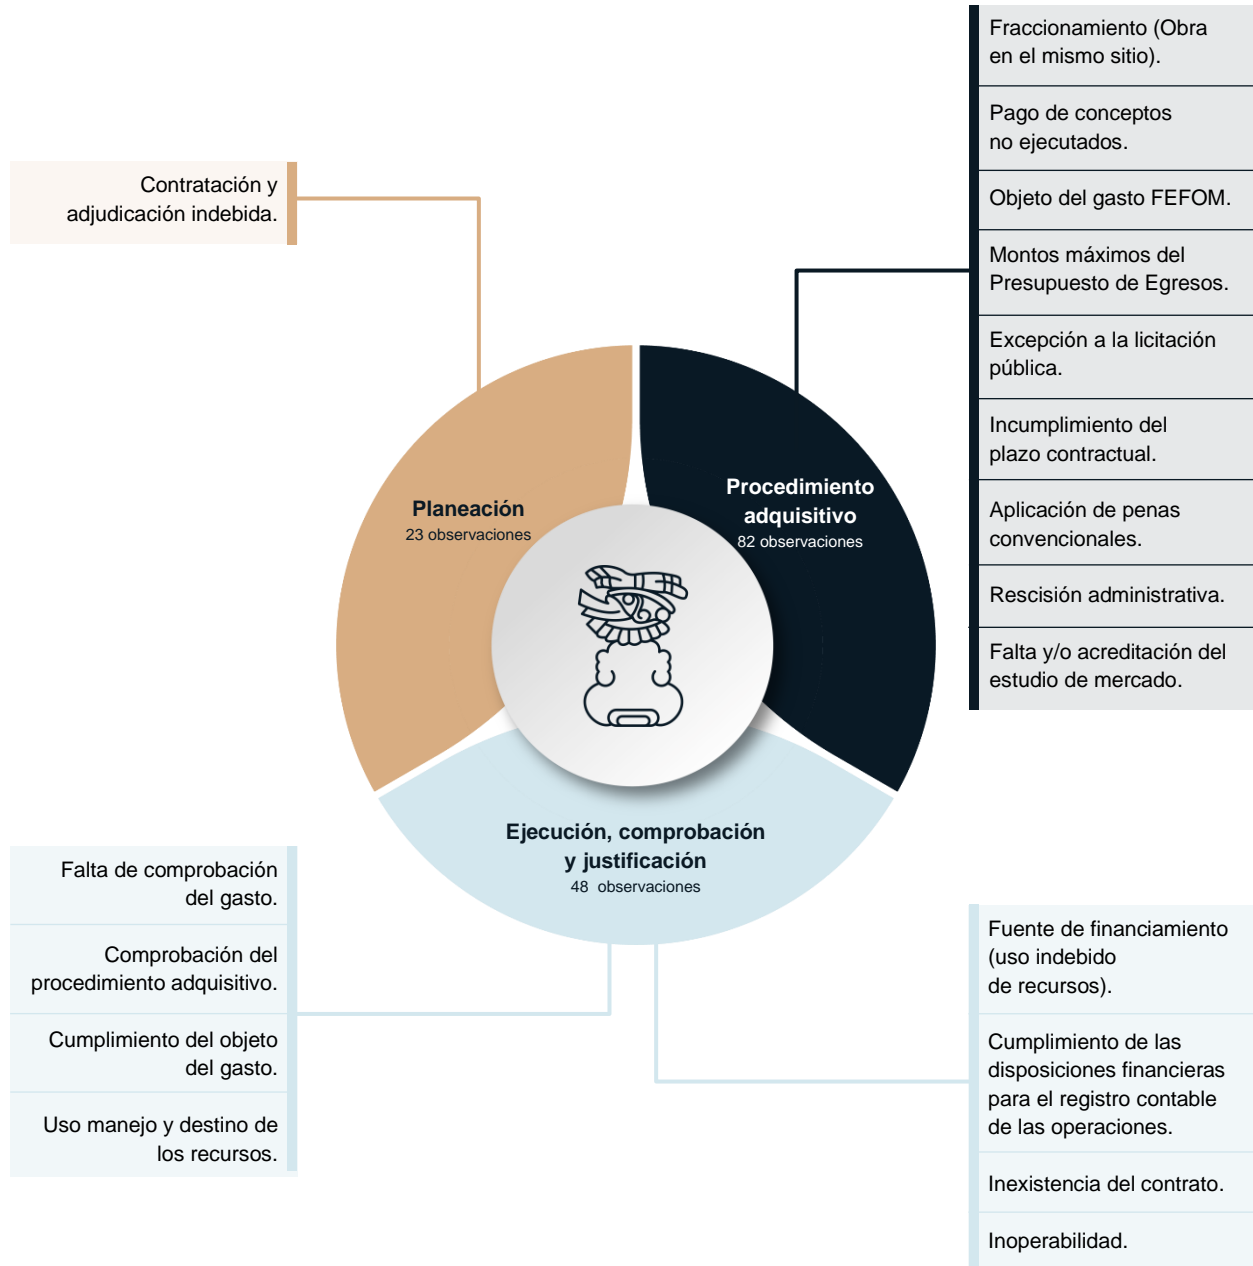 Contratación y
adjudicación indebida.
Fraccionamiento (Obra
en el mismo sitio).
Pago de conceptos
no ejecutados.
Objeto del gasto FEFOM.
Montos máximos del
Presupuesto de Egresos.
Excepción a la licitación
pública.
Incumplimiento del
plazo contractual.
Aplicación de penas
convencionales.
Rescisión administrativa.
Falta y/o acreditación del
estudio de mercado.
Planeación
23 observaciones
Procedimiento
adquisitivo
82 observaciones
Ejecución, comprobación
y justificación
48 observaciones
Falta de comprobación
del gasto.
Comprobación del
procedimiento adquisitivo.
Cumplimiento del objeto
del gasto.
Uso manejo y destino de
los recursos.
Fuente de financiamiento
(uso indebido
de recursos).
Cumplimiento de las
disposiciones financieras
para el registro contable
de las operaciones.
Inexistencia del contrato.
Inoperabilidad.